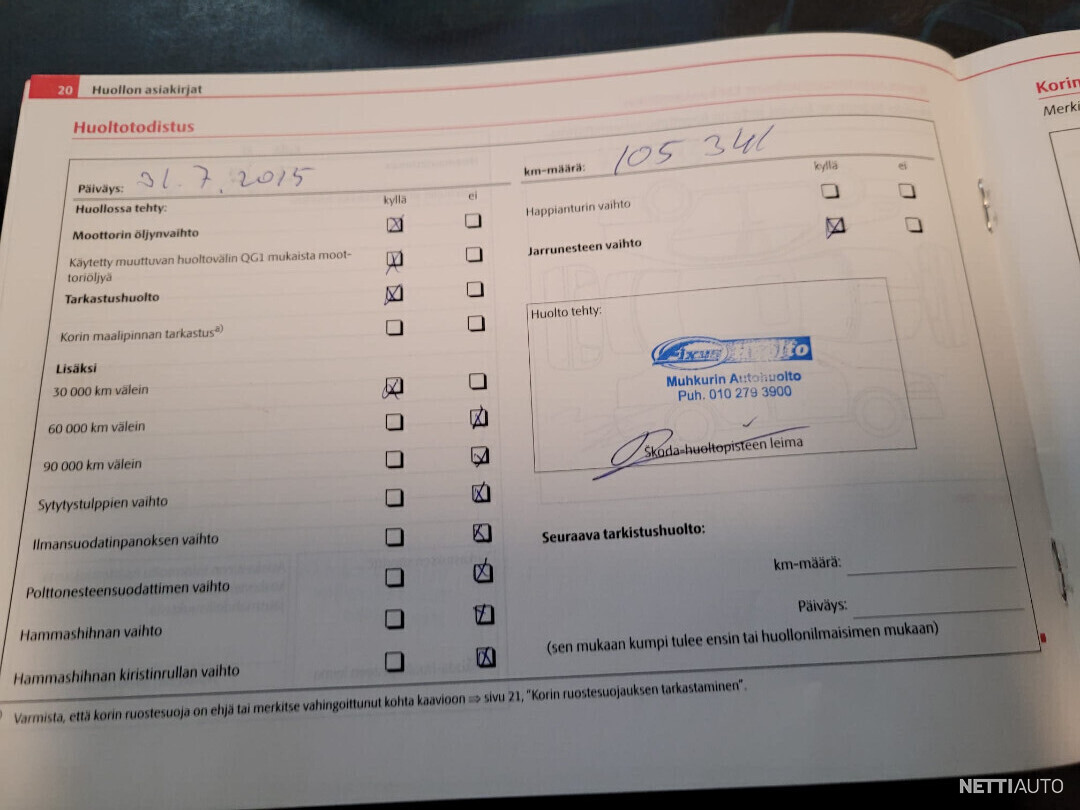 20 Huollon asiakirjat
Korin
Merki
Huoltotodistus
Päiväys: 31.7.2015
km-määrä: 105 341
Huollossa tehty:
kyllä ei
kyllä ei
Moottorin öljynvaihto
Käytetty muuttuvan huoltovälin QG1 mukaista moot-
toriöljyä
Tarkastushuolto
Korin maalipinnan tarkastusa)
Lisäksi
30 000 km välein
60 000 km välein
90 000 km välein
Sytytystulppien vaihto
Ilmansuodatinpanoksen vaihto
Polttonesteensuodattimen vaihto
Hammashihnan vaihto
Hammashihnan kiristinrullan vaihto
Happianturin vaihto
Jarrunesteen vaihto
Huolto tehty:
Fixus Huolto
Muhkurin Autohuolto
Puh. 010 279 3900
Skoda-huoltopisteen leima
Seuraava tarkistushuolto:
km-määrä:
Päiväys:
(sen mukaan kumpi tulee ensin tai huollonilmaisimen mukaan)
) Varmista, että korin ruostesuoja on ehjä tai merkitse vahingoittunut kohta kaavioon ⇒ sivu 21, "Korin ruostesuojauksen tarkastaminen".
NETTIAUTO